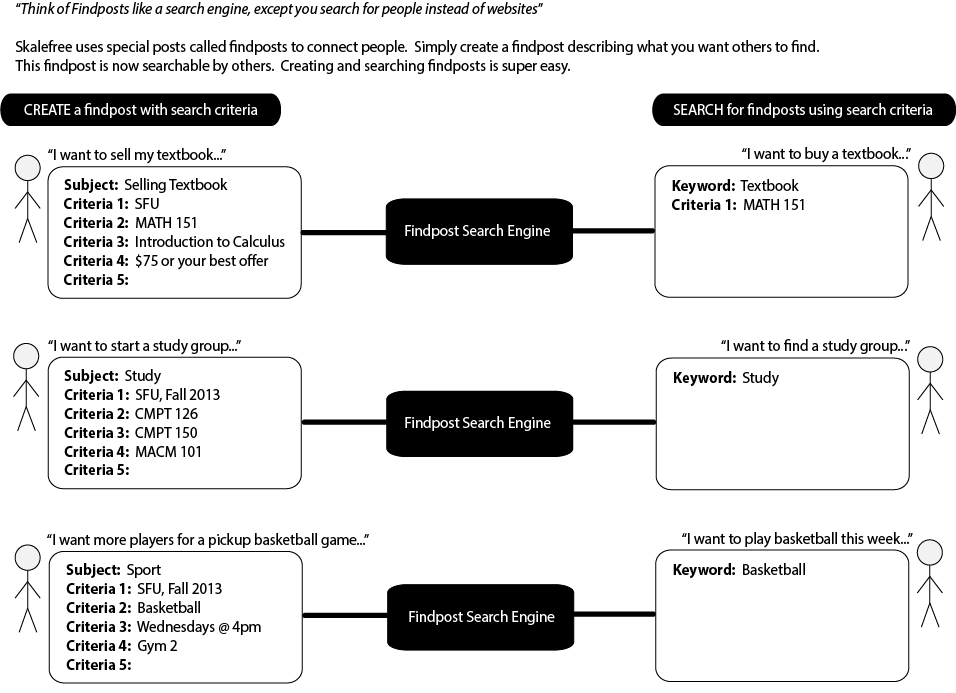 “Think of Findposts like a search engine, except you search for people instead of websites”
Skalefree uses special posts called findposts to connect people.  Simply create a findpost describing what you want others to find.
This findpost is now searchable by others.  Creating and searching findposts is super easy.
CREATE a findpost with search criteria
SEARCH for findposts using search criteria
“I want to sell my textbook...”
Subject:  Selling Textbook
Criteria 1:  SFU
Criteria 2:  MATH 151
Criteria 3:  Introduction to Calculus
Criteria 4:  $75 or your best offer
Criteria 5:
Findpost Search Engine
“I want to buy a textbook...”
Keyword:  Textbook
Criteria 1:  MATH 151
“I want to start a study group...”
Subject:  Study
Criteria 1:  SFU, Fall 2013
Criteria 2:  CMPT 126
Criteria 3:  CMPT 150
Criteria 4:  MACM 101
Criteria 5:
Findpost Search Engine
“I want to find a study group...”
Keyword:  Study
“I want more players for a pickup basketball game...”
Subject:  Sport
Criteria 1:  SFU, Fall 2013
Criteria 2:  Basketball
Criteria 3:  Wednesdays @ 4pm
Criteria 4:  Gym 2
Criteria 5:
Findpost Search Engine
“I want to play basketball this week...”
Keyword:  Basketball